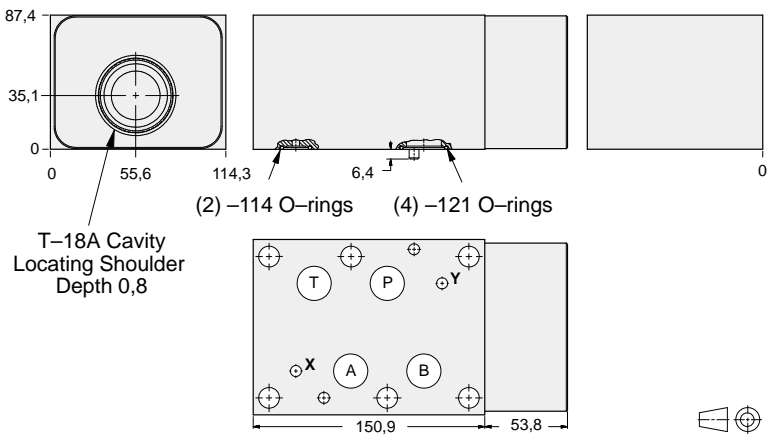 87,4
35,1
0
0
55,6
114,3
6,4
0
(2) –114 O–rings
(4) –121 O–rings
T–18A Cavity
Locating Shoulder
Depth 0,8
T
P
Y
X
A
B
150,9
53,8